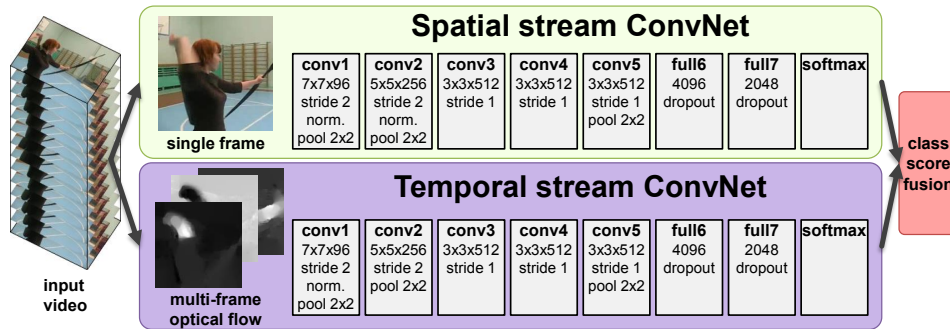 Spatial stream ConvNet
conv1
7x7x96
stride 2
norm.
pool 2x2
conv2
5x5x256
stride 2
norm.
pool 2x2
conv3
3x3x512
stride 1
conv4
3x3x512
stride 1
conv5
3x3x512
stride 1
pool 2x2
full6
4096
dropout
full7
2048
dropout
softmax
single frame
Temporal stream ConvNet
conv1
7x7x96
stride 2
norm.
pool 2x2
conv2
5x5x256
stride 2
norm.
pool 2x2
conv3
3x3x512
stride 1
conv4
3x3x512
stride 1
conv5
3x3x512
stride 1
pool 2x2
full6
4096
dropout
full7
2048
dropout
softmax
multi-frame
optical flow
input
video
class
score
fusion